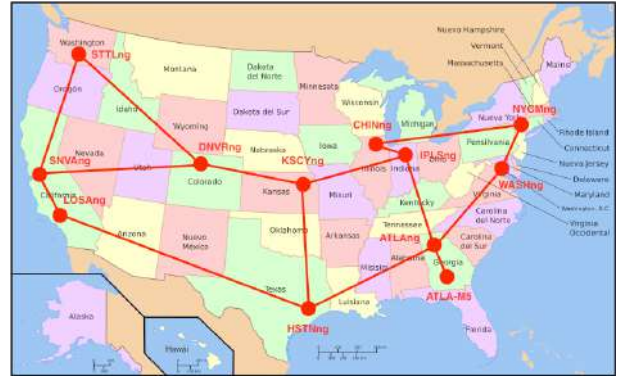 Nuevo Hampshire
Vermont
Massachusetts
Washington
STTLng
Montana
Dakota
del Norte
Minnesota
Maine
Oregón
Idaho
Wisconsin
Michigan
Nueva York
NYCMng
Dakota del Sur
Wyoming
CHINng
Rhode Island
Connecticut
DNVRng
Nebraska
Iowa
IPLSng
Pensilvania
Nueva Jersey
SNVAng
Nevada
Utah
KSCYng
Illinois
Indiana
Ohio
Delaware
WASHng
Maryland
Washington, D.C.
California
Colorado
Kansas
Misuri
Virginia
Virginia
Occidental
LOSAng
Kentucky
Carolina
del Norte
Arizona
Nuevo
México
Oklahoma
Arkansas
Tennessee
ATLAng
Carolina
del Sur
Alabama
Georgia
Texas
Misisipi
ATLA-M5
Luisiana
HSTNng
Alaska
Hawai
Florida